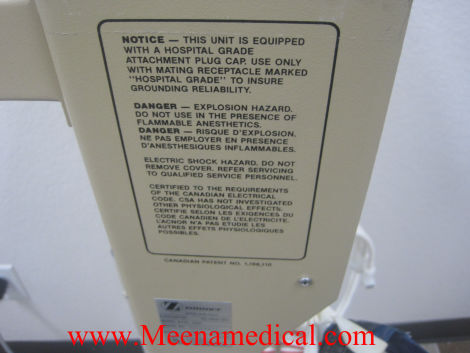 NOTICE — THIS UNIT IS EQUIPPED
WITH A HOSPITAL GRADE
ATTACHMENT PLUG CAP. USE ONLY
WITH MATING RECEPTACLE MARKED
"HOSPITAL GRADE" TO INSURE
GROUNDING RELIABILITY.
DANGER — EXPLOSION HAZARD.
DO NOT USE IN THE PRESENCE OF
FLAMMABLE ANESTHETICS.
DANGER — RISQUE D'EXPLOSION.
NE PAS EMPLOYER EN PRESENCE
D'ANESTHESIQUES INFLAMMABLES.
ELECTRIC SHOCK HAZARD. DO NOT
REMOVE COVER. REFER SERVICING
TO QUALIFIED SERVICE PERSONNEL.
CERTIFIED TO THE REQUIREMENTS
OF THE CANADIAN ELECTRICAL
CODE. CSA HAS NOT INVESTIGATED
OTHER PHYSIOLOGICAL EFFECTS.
CERTIFIE SELON LES EXIGENCES DU
CODE CANADIEN DE L'ELECTRICITE.
L'ACNOR N'A PAS ETUDIE LES
AUTRES EFFETS PHYSIOLOGIQUES
POSSIBLES.
CANADIAN PATENT NO. 1,188,110
www.Meenamedical.com